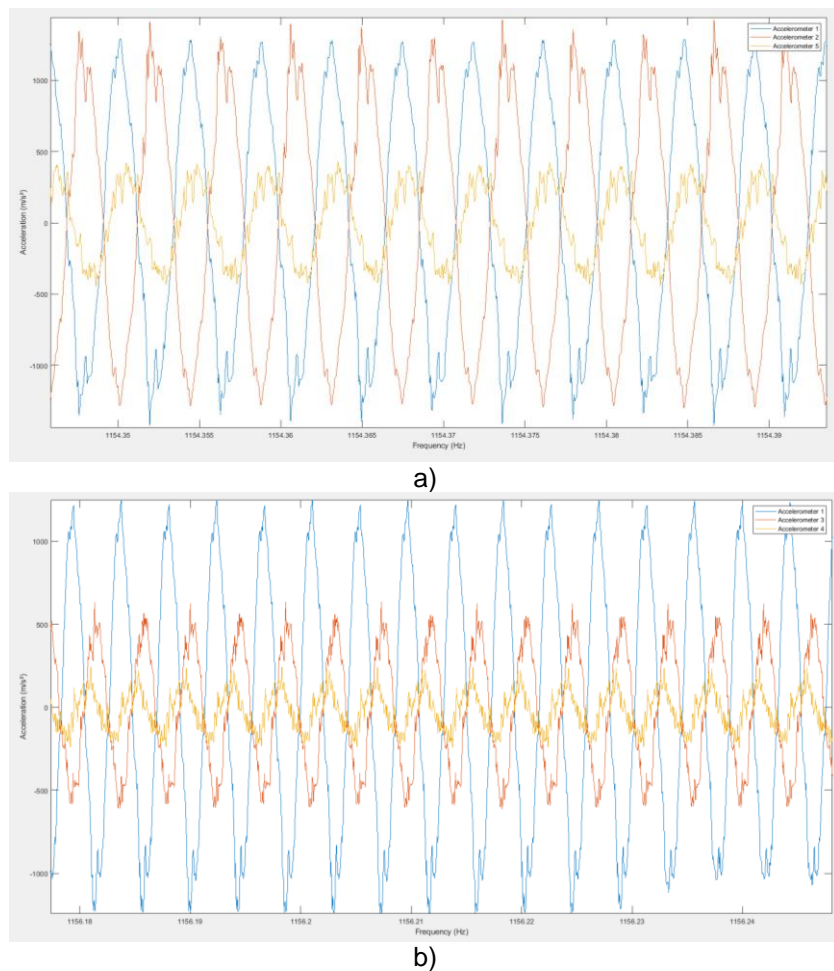 Accelerometer 1
Accelerometer 2
Accelerometer 5
1000
500
0
-500
-1000
Acceleration (m/s²)
1154.35 1154.355 1154.36 1154.365 1154.37 1154.375 1154.38 1154.385 1154.39
Frequency (Hz)
a)
Accelerometer 1
Accelerometer 3
Accelerometer 4
1000
500
0
-500
-1000
Acceleration (m/s²)
1156.18 1156.19 1156.2 1156.21 1156.22 1156.23 1156.24
Frequency (Hz)
b)